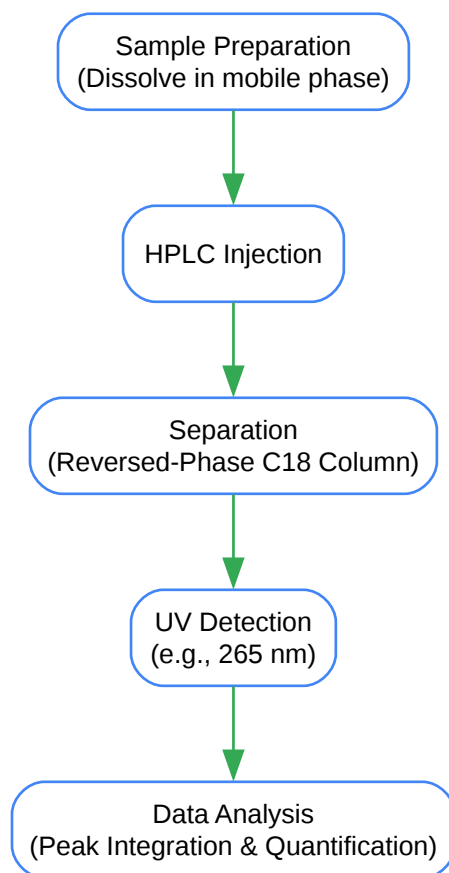 Sample Preparation
(Dissolve in mobile phase)
HPLC Injection
Separation
(Reversed-Phase C18 Column)
UV Detection
(e.g., 265 nm)
Data Analysis
(Peak Integration & Quantification)